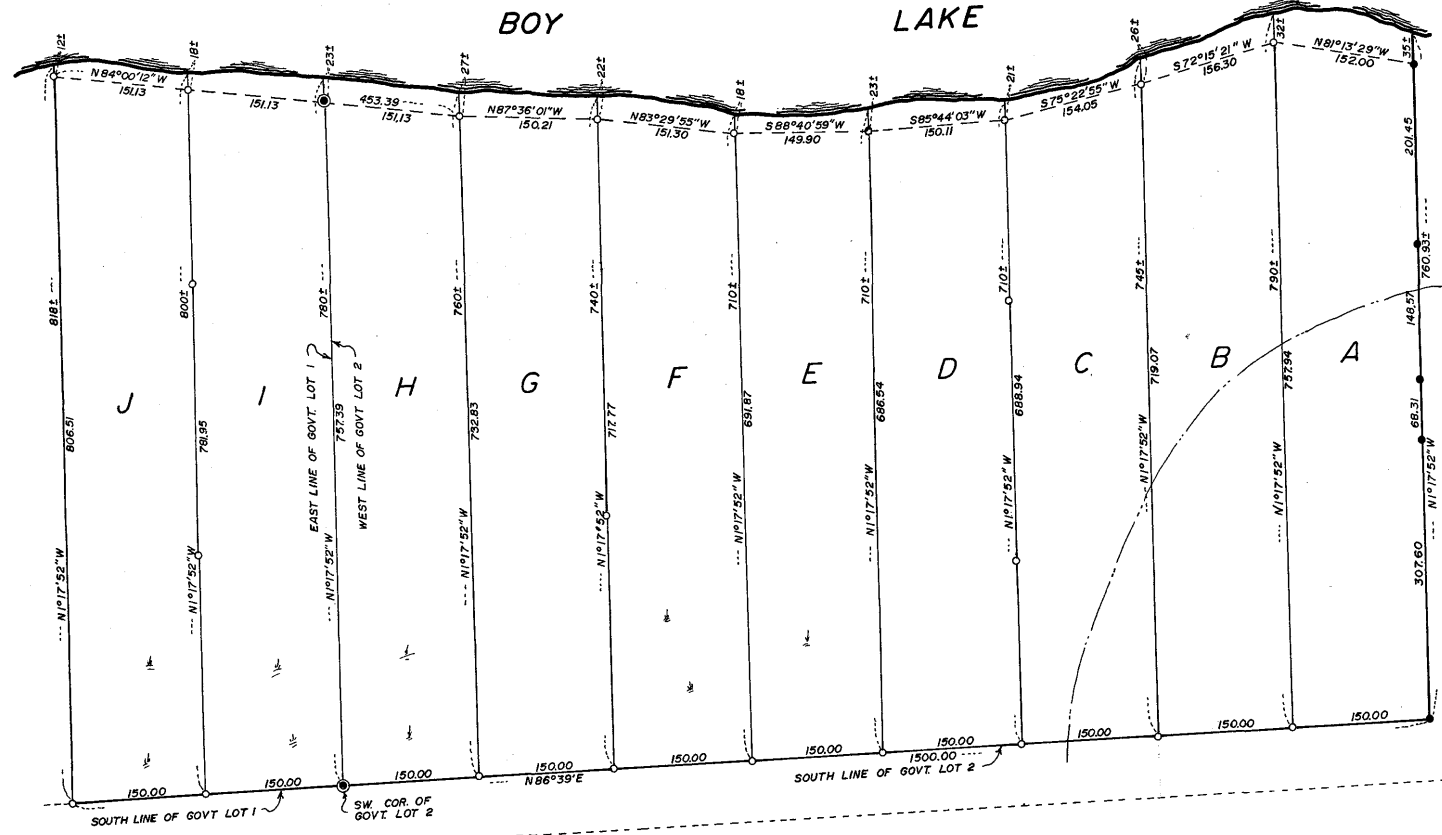 BOY LAKE
12± 18± 23± 27± 22± 18± 23± 21± 26± 32± 35±
N84°00'12"W
151.13
151.13
453.39
151.13
N87°36'01"W
150.21
N83°29'55"W
151.30
S88°40'59"W
149.90
S85°44'03"W
150.11
S75°22'55"W
154.05
S72°15'21"W
156.30
N81°13'29"W
152.00
201.45
760.93±
148.57
68.31
N1°17'52"W
307.60
818± 800± 780± 760± 740± 710± 710± 710± 745± 790±
J I H G F E D C B A
806.51 781.95 757.39 732.83 717.77 691.87 686.54 688.94 719.07 757.94
EAST LINE OF GOVT. LOT 1
WEST LINE OF GOVT. LOT 2
N1°17'52"W N1°17'52"W N1°17'52"W N1°17'52"W N1°17'52"W N1°17'52"W N1°17'52"W N1°17'52"W N1°17'52"W N1°17'52"W
150.00 150.00 150.00 150.00 150.00 150.00 150.00 150.00 150.00 150.00
N86°39'E
1500.00
SOUTH LINE OF GOVT. LOT 2
SOUTH LINE OF GOVT LOT 1
SW. COR. OF
GOVT. LOT 2